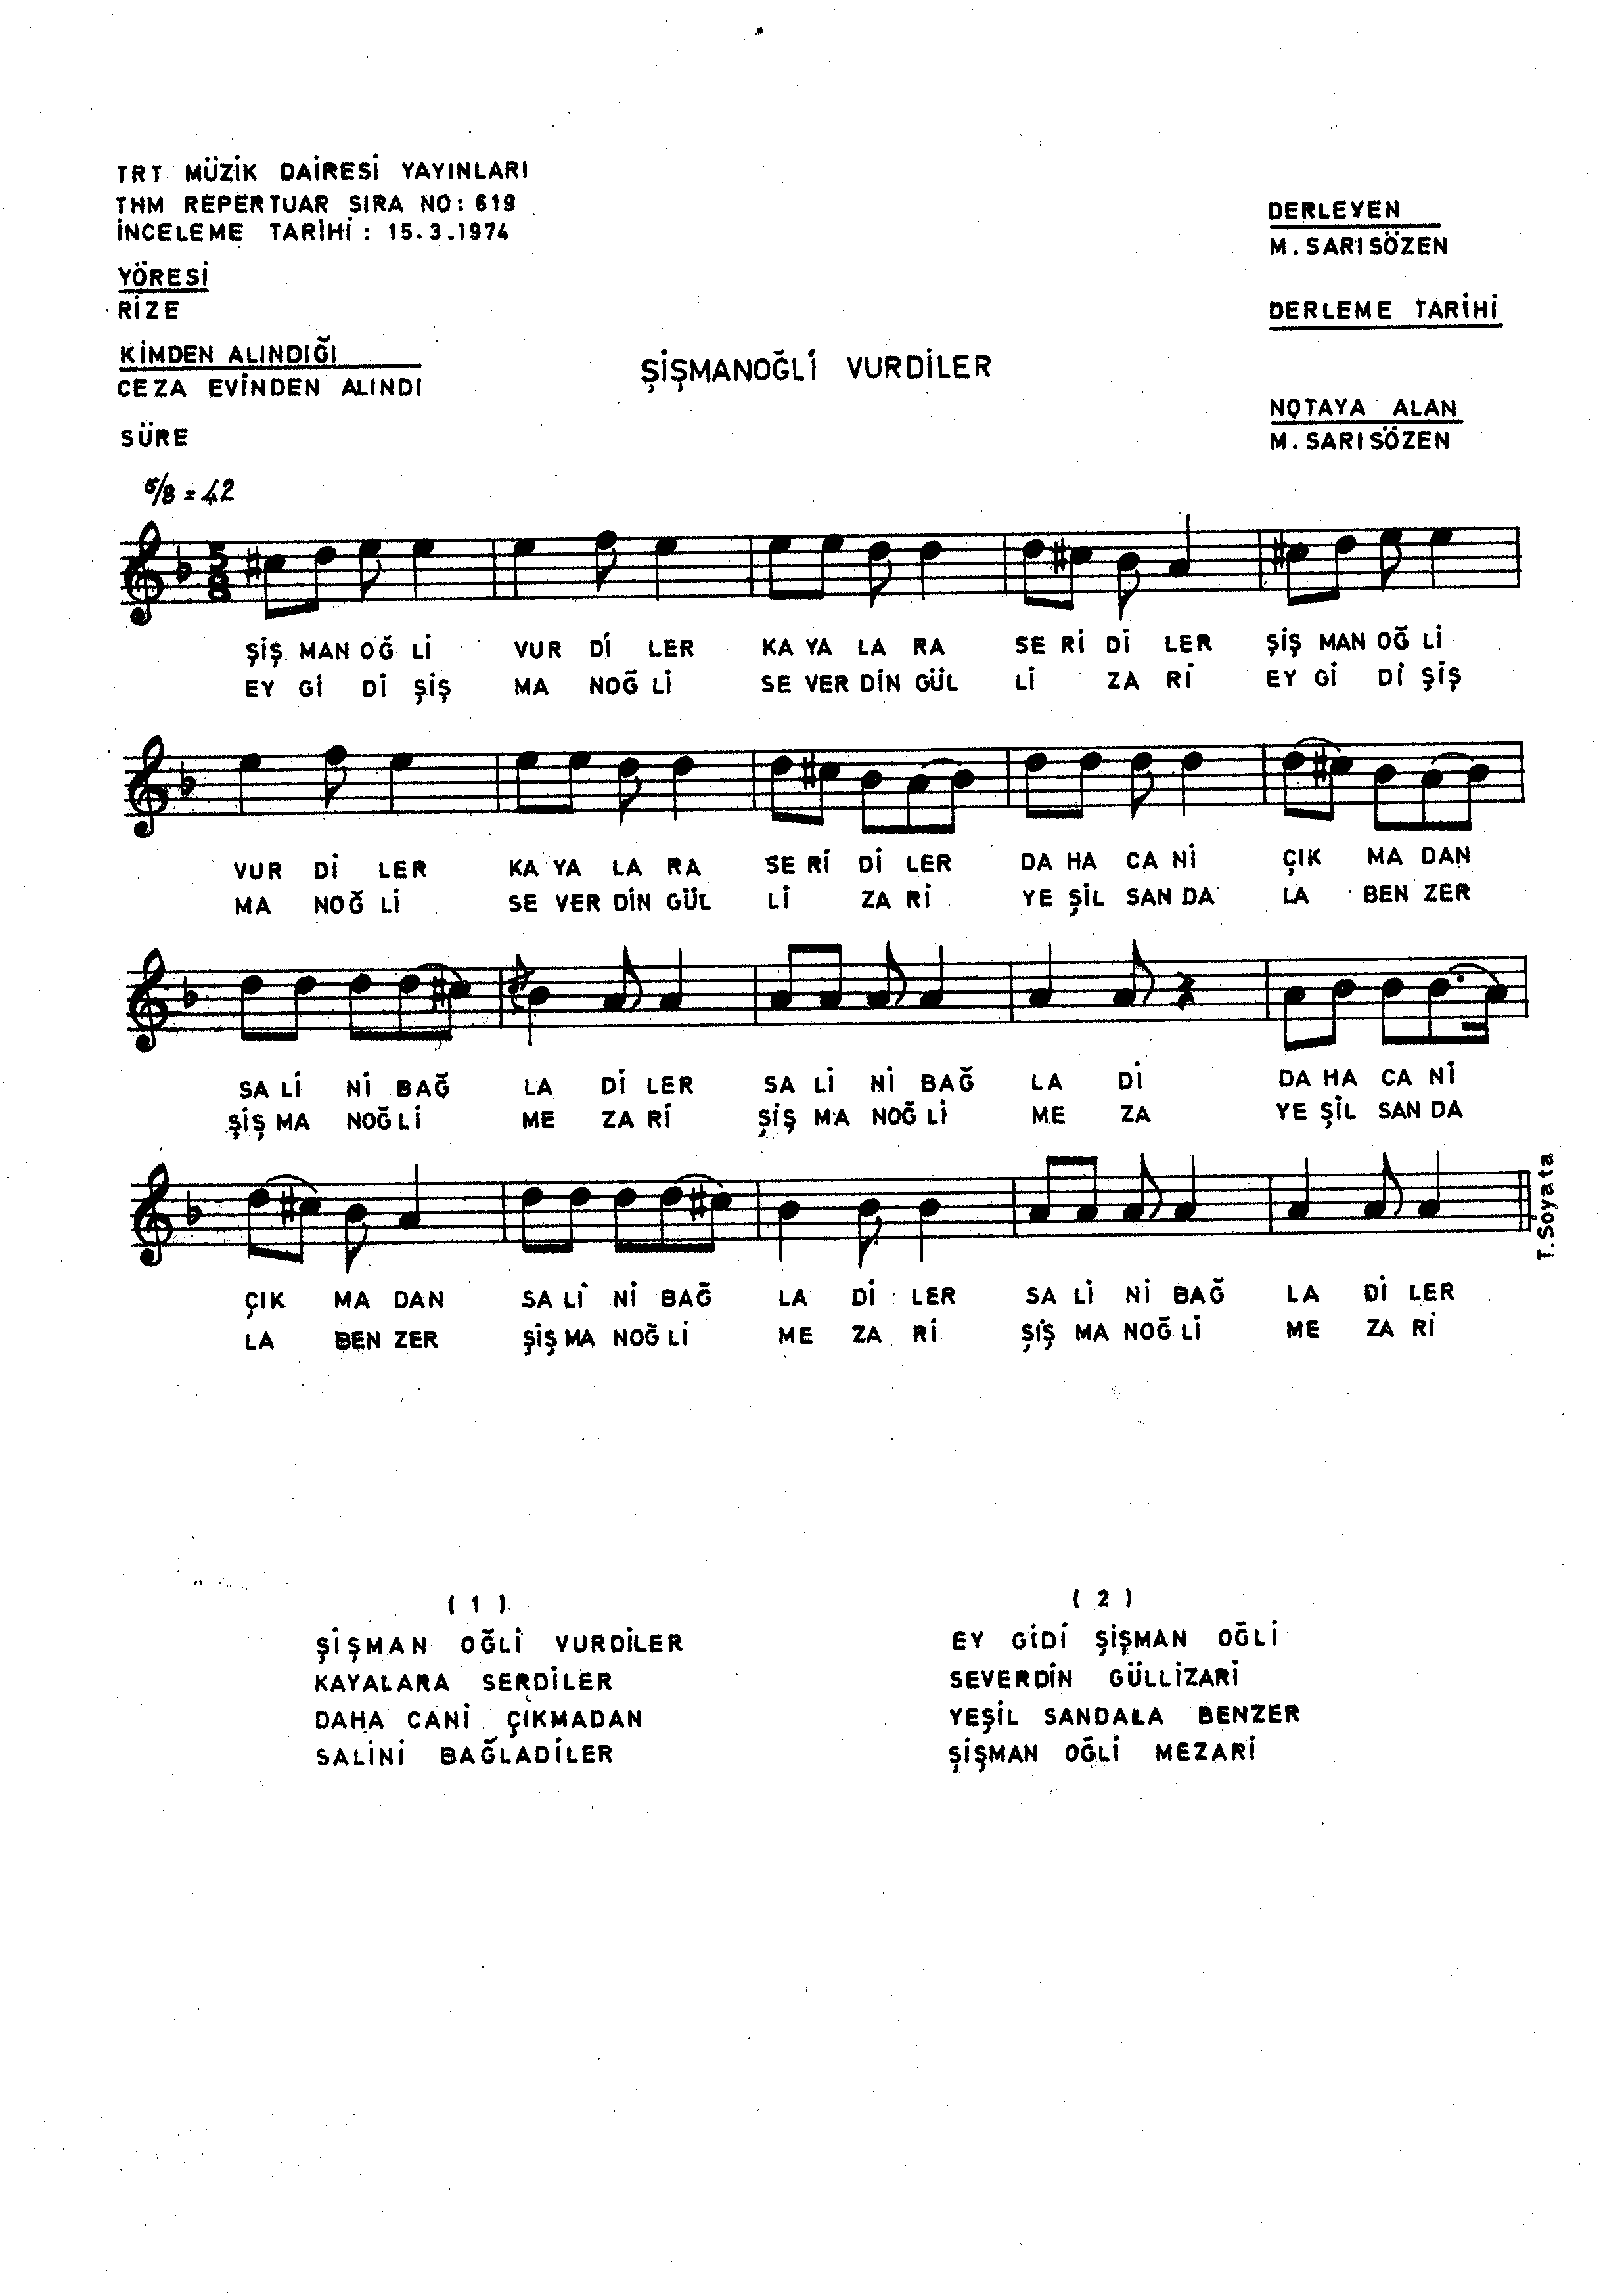 TRT MÜZİK DAİRESİ YAYINLARI
THM REPERTUAR SIRA NO: 619
İNCELEME TARİHİ: 15.3.1974
YÖRESİ
RİZE
KİMDEN ALINDIĞI
CEZA EVİNDEN ALINDI
SÜRE
DERLEYEN
M. SARISÖZEN
DERLEME TARİHİ
NOTAYA ALAN
M. SARISÖZEN
ŞİŞMANOĞLİ VURDİLER
5/8 = 42
5 8
ŞİŞ MAN OĞ Lİ VUR Dİ LER KA YA LA RA SE Rİ Dİ LER ŞİŞ MAN OĞ Lİ
EY Gİ Dİ ŞİŞ MA NOĞ Lİ SE VER DİN GÜL Lİ ZA Rİ EY Gİ Dİ ŞİŞ
VUR Dİ LER KA YA LA RA SE Rİ Dİ LER DA HA CA Nİ ÇIK MA DAN
MA NOĞ Lİ SE VER DİN GÜL Lİ ZA Rİ YE ŞİL SAN DA LA BEN ZER
SA Lİ Nİ BAĞ LA Dİ LER SA Lİ Nİ BAĞ LA Dİ DA HA CA Nİ
ŞİŞ MA NOĞ Lİ ME ZA Rİ ŞİŞ MA NOĞ Lİ ME ZA YE ŞİL SAN DA
T. Soyata
ÇIK MA DAN SA Lİ Nİ BAĞ LA Dİ LER SA Lİ Nİ BAĞ LA Dİ LER
LA BEN ZER ŞİŞ MA NOĞ Lİ ME ZA Rİ ŞİŞ MA NOĞ Lİ ME ZA Rİ
( 1 )
ŞİŞMAN OĞLİ VURDİLER
KAYALARA SERDİLER
DAHA CANİ ÇIKMADAN
SALİNİ BAĞLADİLER
( 2 )
EY GİDİ ŞİŞMAN OĞLİ
SEVERDİN GÜLLİZARİ
YEŞİL SANDALA BENZER
ŞİŞMAN OĞLİ MEZARİ